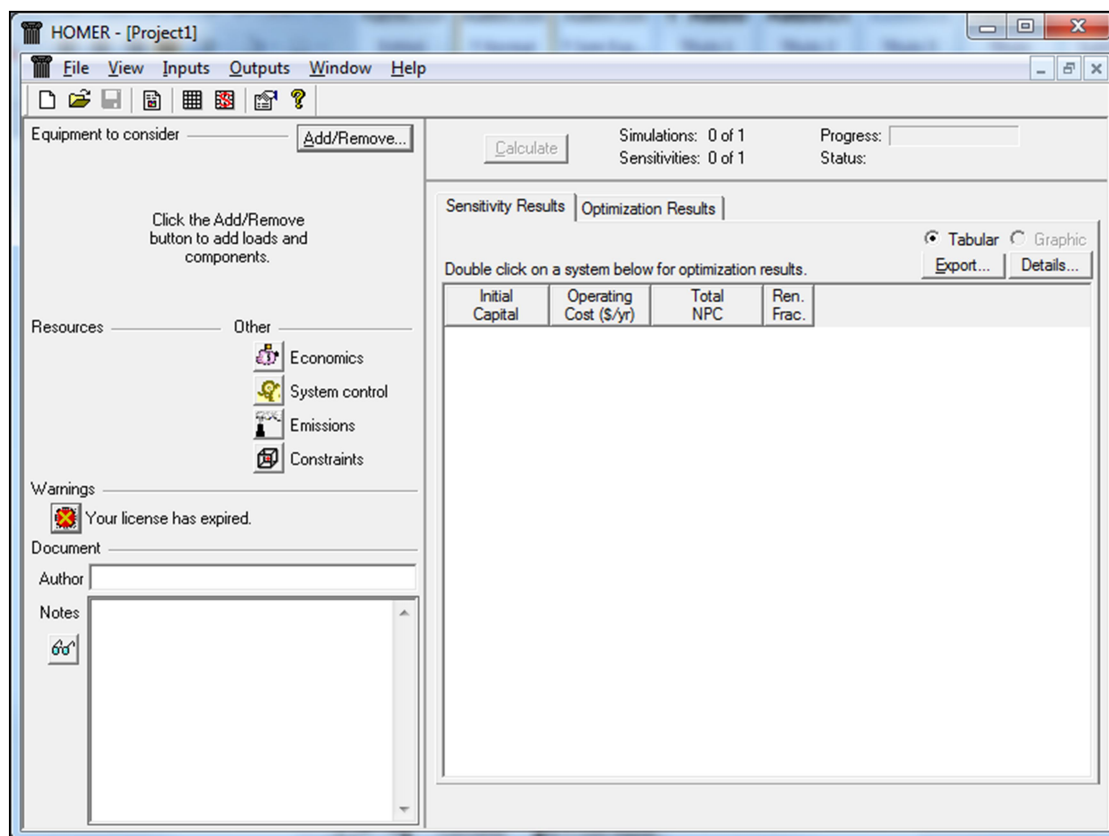 HOMER - [Project1]
File View Inputs Outputs Window Help
Equipment to consider Add/Remove...
Click the Add/Remove
button to add loads and
components.
Resources Other
Economics
System control
Emissions
Constraints
Warnings
Your license has expired.
Document
Author
Notes
Calculate
Simulations: 0 of 1
Sensitivities: 0 of 1
Progress:
Status:
Sensitivity Results Optimization Results
Tabular Graphic
Double click on a system below for optimization results. Export... Details...
Initial Operating Total Ren.
Capital Cost ($/yr) NPC Frac.